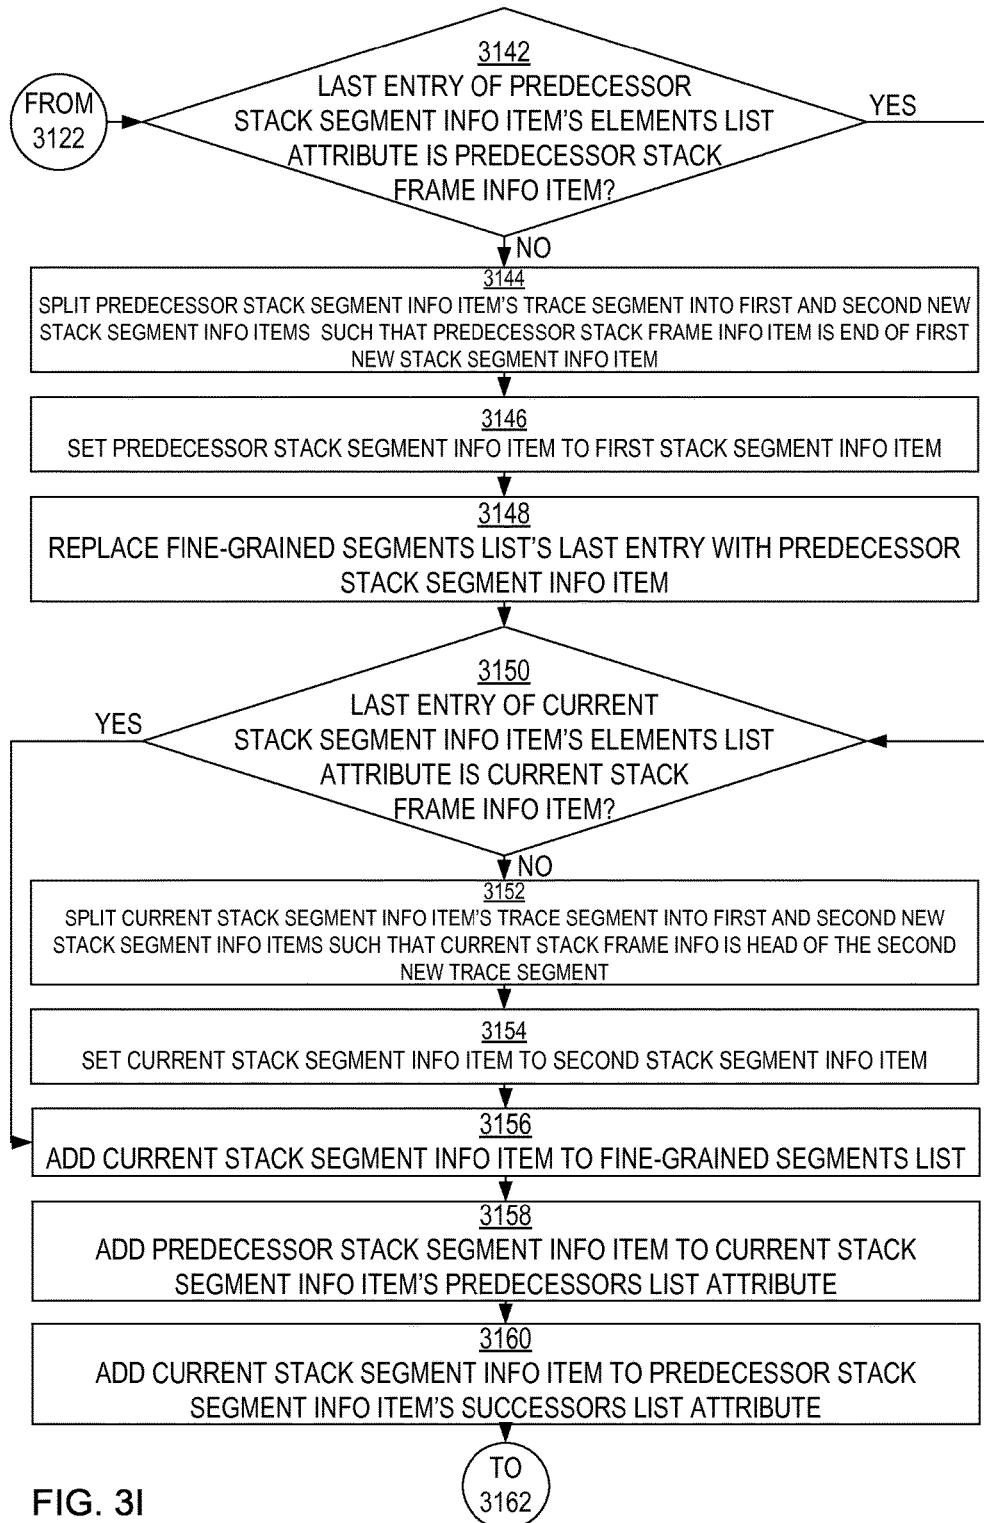 3142
LAST ENTRY OF PREDECESSOR
STACK SEGMENT INFO ITEM'S ELEMENTS LIST
ATTRIBUTE IS PREDECESSOR STACK
FRAME INFO ITEM?
FROM
3122
YES
NO
3144
SPLIT PREDECESSOR STACK SEGMENT INFO ITEM'S TRACE SEGMENT INTO FIRST AND SECOND NEW
STACK SEGMENT INFO ITEMS SUCH THAT PREDECESSOR STACK FRAME INFO ITEM IS END OF FIRST
NEW STACK SEGMENT INFO ITEM
3146
SET PREDECESSOR STACK SEGMENT INFO ITEM TO FIRST STACK SEGMENT INFO ITEM
3148
REPLACE FINE-GRAINED SEGMENTS LIST'S LAST ENTRY WITH PREDECESSOR
STACK SEGMENT INFO ITEM
3150
LAST ENTRY OF CURRENT
STACK SEGMENT INFO ITEM'S ELEMENTS LIST
ATTRIBUTE IS CURRENT STACK
FRAME INFO ITEM?
YES
NO
3152
SPLIT CURRENT STACK SEGMENT INFO ITEM'S TRACE SEGMENT INTO FIRST AND SECOND NEW
STACK SEGMENT INFO ITEMS SUCH THAT CURRENT STACK FRAME INFO IS HEAD OF THE SECOND
NEW TRACE SEGMENT
3154
SET CURRENT STACK SEGMENT INFO ITEM TO SECOND STACK SEGMENT INFO ITEM
3156
ADD CURRENT STACK SEGMENT INFO ITEM TO FINE-GRAINED SEGMENTS LIST
3158
ADD PREDECESSOR STACK SEGMENT INFO ITEM TO CURRENT STACK
SEGMENT INFO ITEM'S PREDECESSORS LIST ATTRIBUTE
3160
ADD CURRENT STACK SEGMENT INFO ITEM TO PREDECESSOR STACK
SEGMENT INFO ITEM'S SUCCESSORS LIST ATTRIBUTE
TO
3162
FIG. 3I